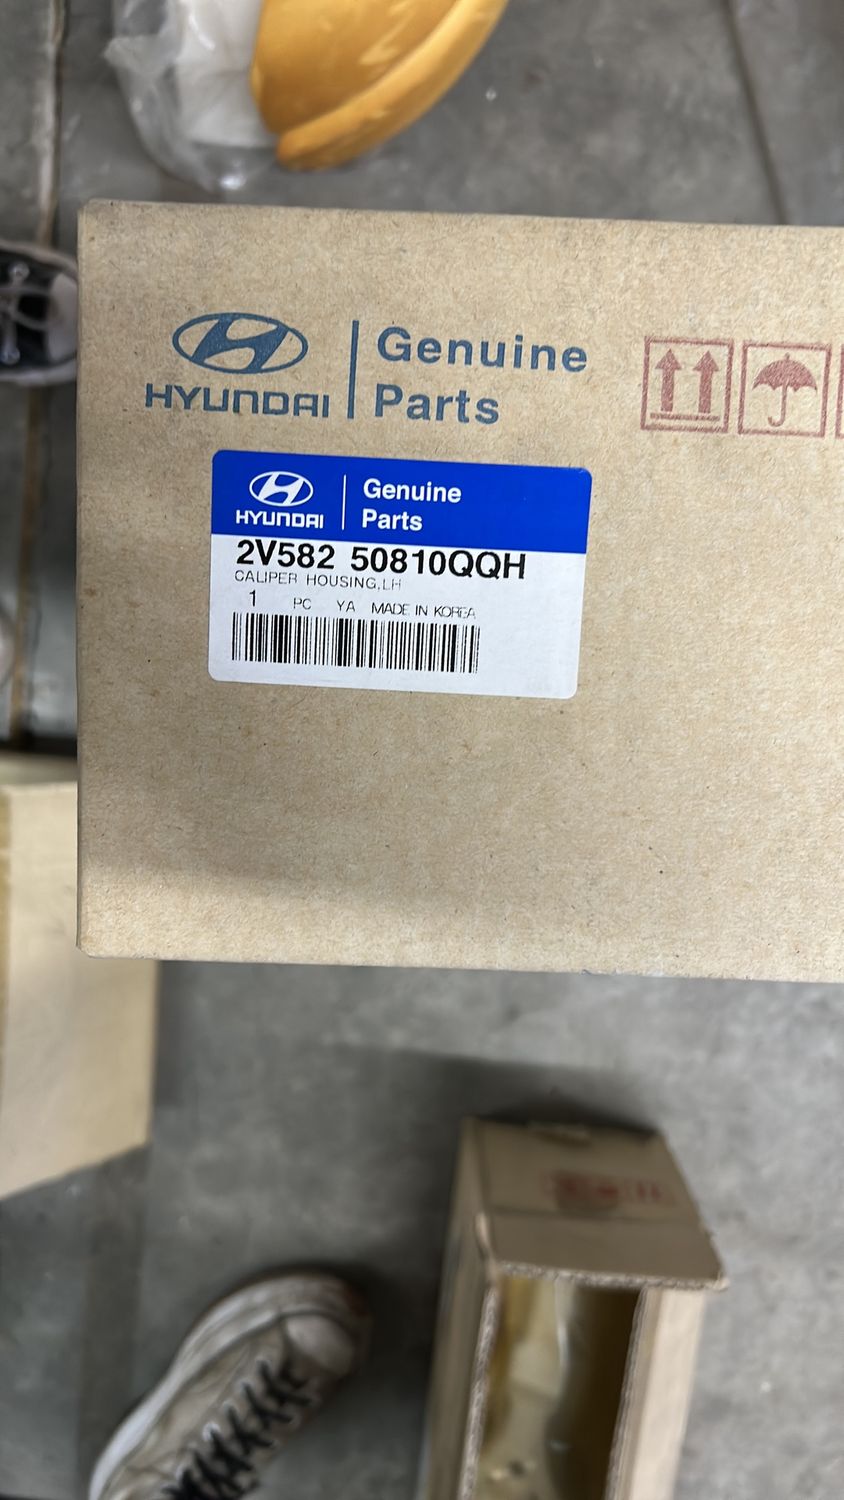 HYUNDAI
Genuine
Parts
HYUNDAI
Genuine
Parts
2V582 50810QQH
CALIPER HOUSING,LH
1 PC YA MADE IN KOREA